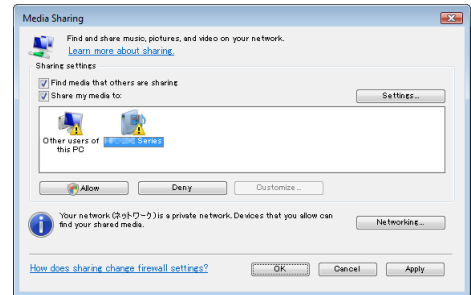 Media Sharing
Find and share music, pictures, and video on your network.
Learn more about sharing.
Sharing settings
Find media that others are sharing
Share my media to:
Settings...
Other users of this PC
Series
Allow
Deny
Customize...
Your network (ネットワーク) is a private network. Devices that you allow can
find your shared media.
Networking...
How does sharing change firewall settings?
OK
Cancel
Apply